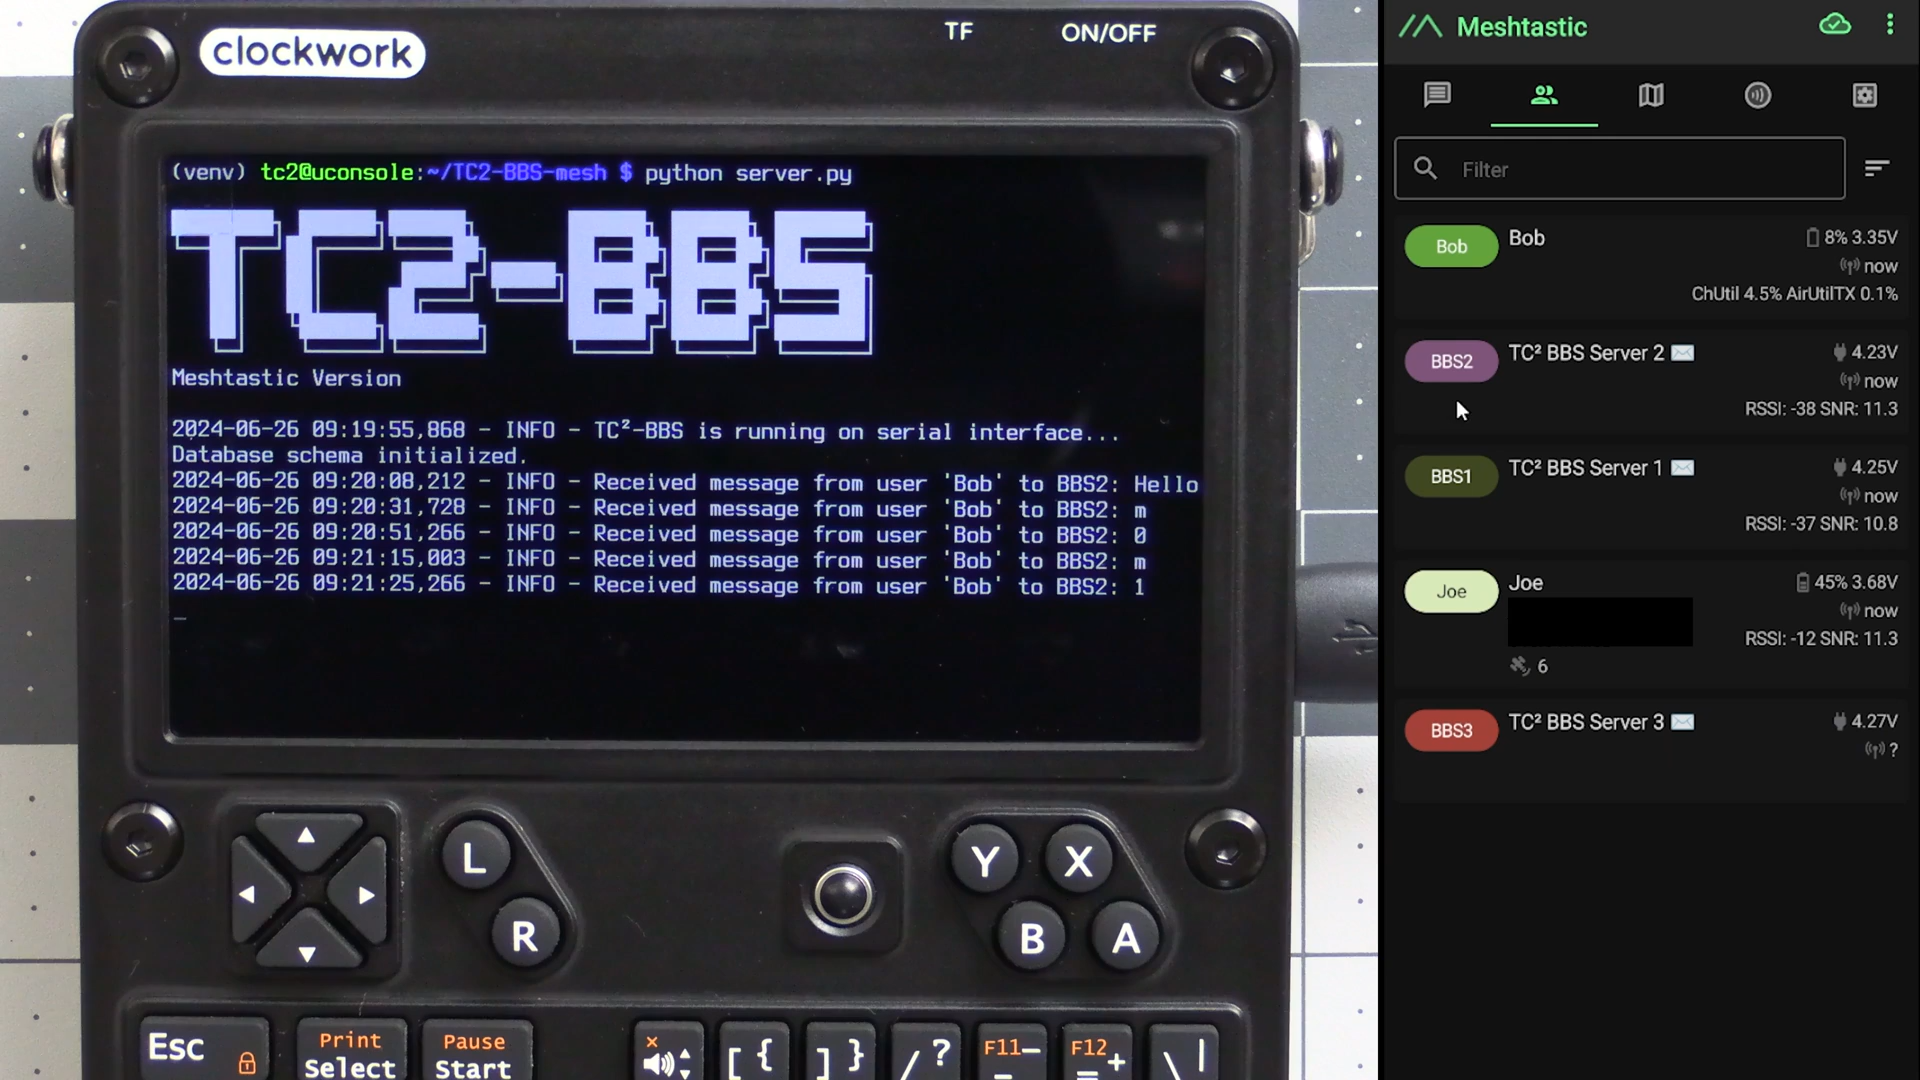 clockwork
TF
ON/OFF
(venv) tc2@uconsole:~/TC2-BBS-mesh $ python server.py
TC2-BBS
Meshtastic Version
2024-06-26 09:19:55,868 - INFO - TC²-BBS is running on serial interface...
Database schema initialized.
2024-06-26 09:20:08,212 - INFO - Received message from user 'Bob' to BBS2: Hello
2024-06-26 09:20:31,728 - INFO - Received message from user 'Bob' to BBS2: m
2024-06-26 09:20:51,266 - INFO - Received message from user 'Bob' to BBS2: 0
2024-06-26 09:21:15,003 - INFO - Received message from user 'Bob' to BBS2: m
2024-06-26 09:21:25,266 - INFO - Received message from user 'Bob' to BBS2: 1
_
L
R
Y
X
B
A
Esc
Print
Select
Pause
Start
×
[ {
] }
/ ?
F11 –
_
F12 +
=
\ |
Meshtastic
Filter
Bob
Bob
8% 3.35V
now
ChUtil 4.5% AirUtilTX 0.1%
BBS2
TC² BBS Server 2 ✉️
4.23V
now
RSSI: -38 SNR: 11.3
BBS1
TC² BBS Server 1 ✉️
4.25V
now
RSSI: -37 SNR: 10.8
Joe
Joe
45% 3.68V
now
RSSI: -12 SNR: 11.3
6
BBS3
TC² BBS Server 3 ✉️
4.27V
?